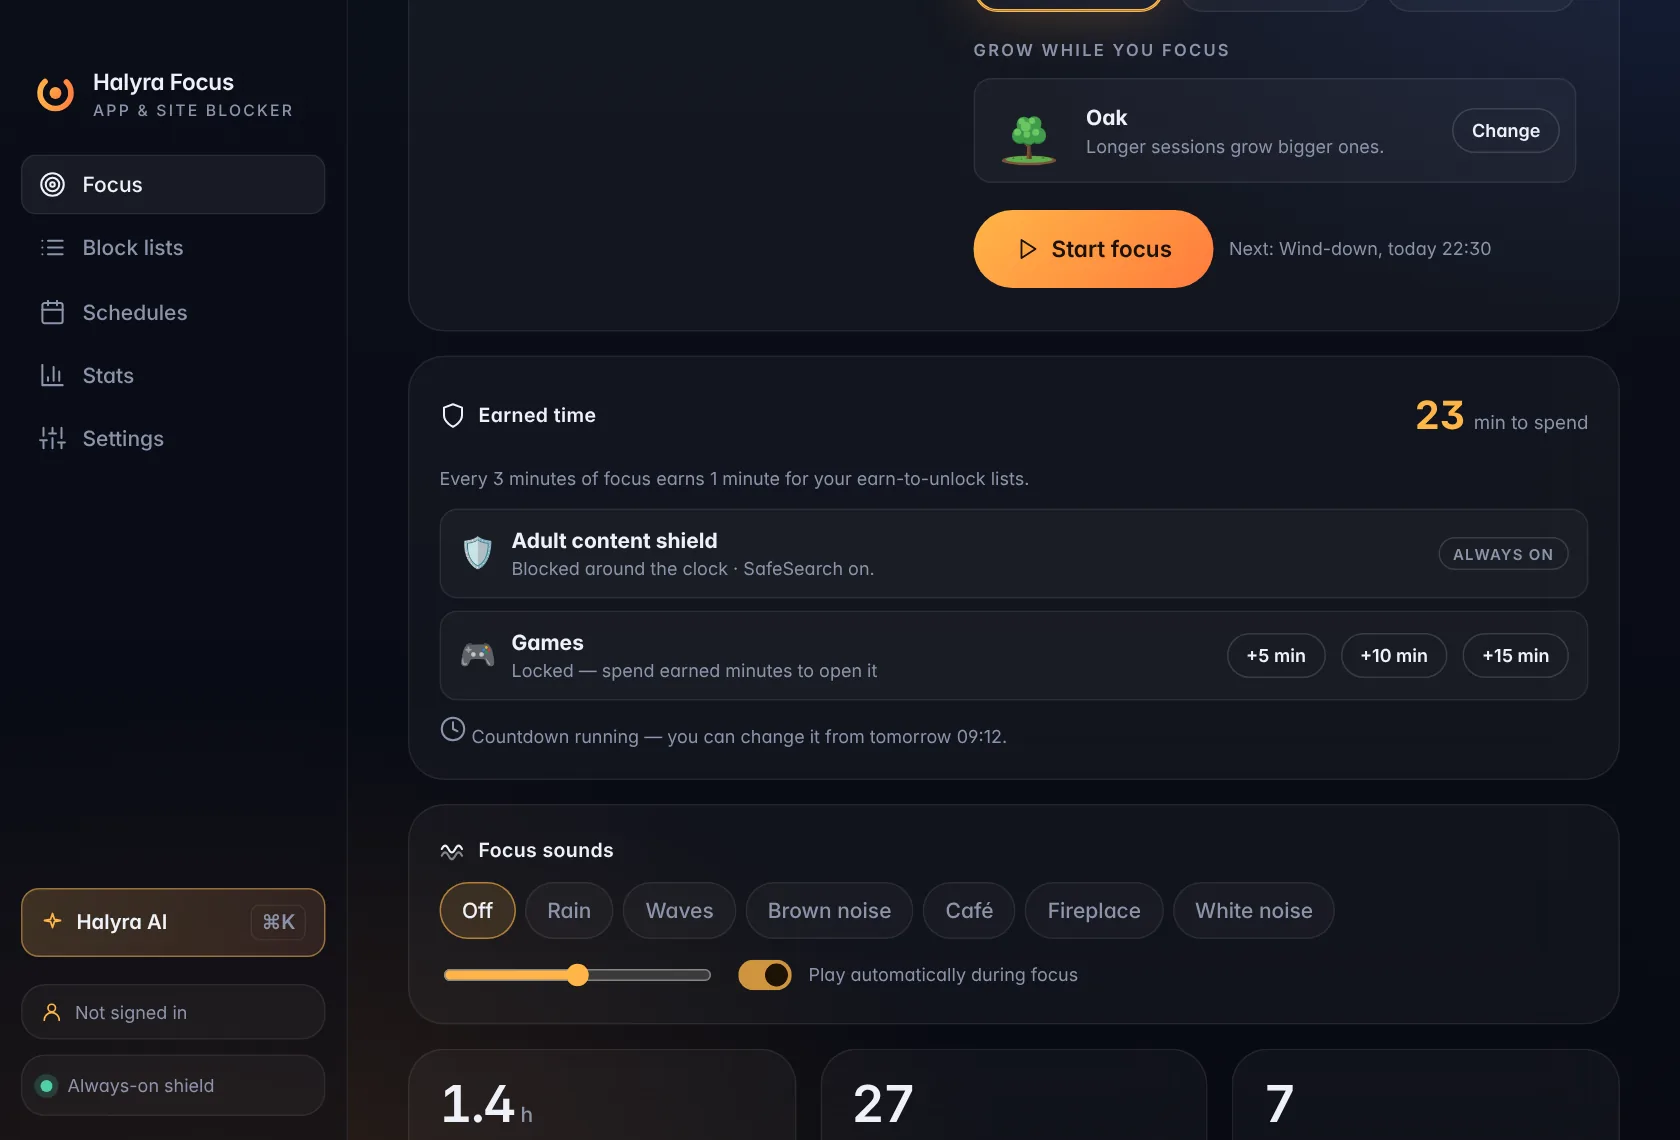 Halyra Focus
APP & SITE BLOCKER
Focus
Block lists
Schedules
Stats
Settings
Halyra AI
⌘K
Not signed in
Always-on shield
GROW WHILE YOU FOCUS
Oak
Longer sessions grow bigger ones.
Change
Start focus
Next: Wind-down, today 22:30
Earned time
23 min to spend
Every 3 minutes of focus earns 1 minute for your earn-to-unlock lists.
Adult content shield
Blocked around the clock · SafeSearch on.
ALWAYS ON
Games
Locked — spend earned minutes to open it
+5 min
+10 min
+15 min
Countdown running — you can change it from tomorrow 09:12.
Focus sounds
Off
Rain
Waves
Brown noise
Café
Fireplace
White noise
Play automatically during focus
1.4 h
27
7